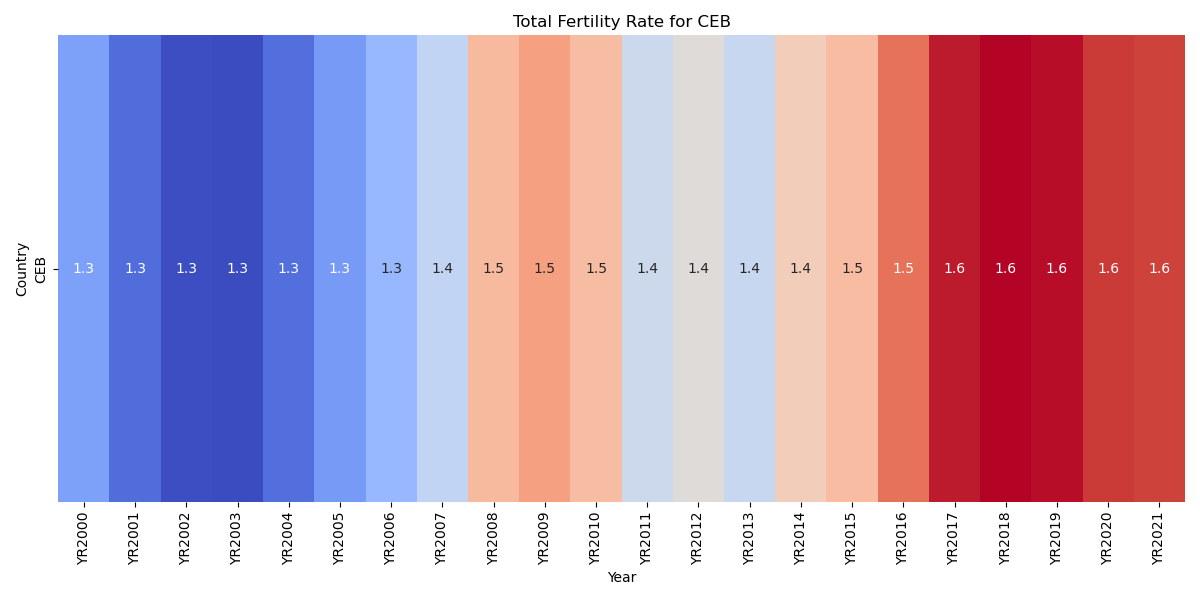 Total Fertility Rate for CEB
Country
CEB
1.3 1.3 1.3 1.3 1.3 1.3 1.3 1.4 1.5 1.5 1.5 1.4 1.4 1.4 1.4 1.5 1.5 1.6 1.6 1.6 1.6 1.6
YR2000 YR2001 YR2002 YR2003 YR2004 YR2005 YR2006 YR2007 YR2008 YR2009 YR2010 YR2011 YR2012 YR2013 YR2014 YR2015 YR2016 YR2017 YR2018 YR2019 YR2020 YR2021
Year